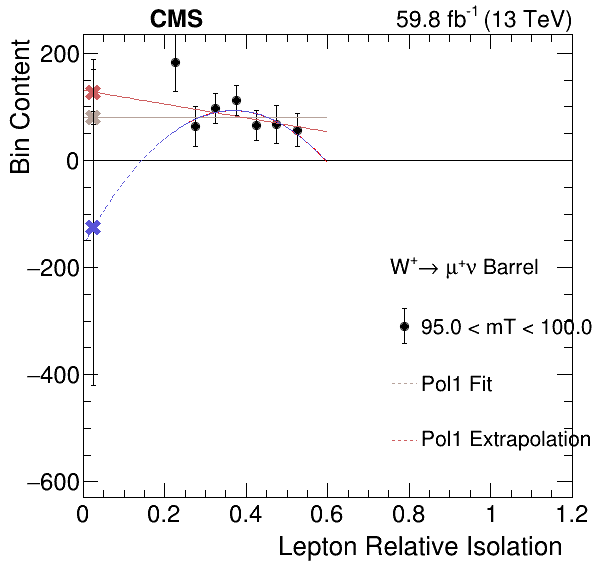 CMS
59.8 fb⁻¹ (13 TeV)
Bin Content
200
0
−200
−400
−600
W⁺→ μ⁺ν Barrel
95.0 < mT < 100.0
Pol1 Fit
Pol1 Extrapolation
0 0.2 0.4 0.6 0.8 1 1.2
Lepton Relative Isolation